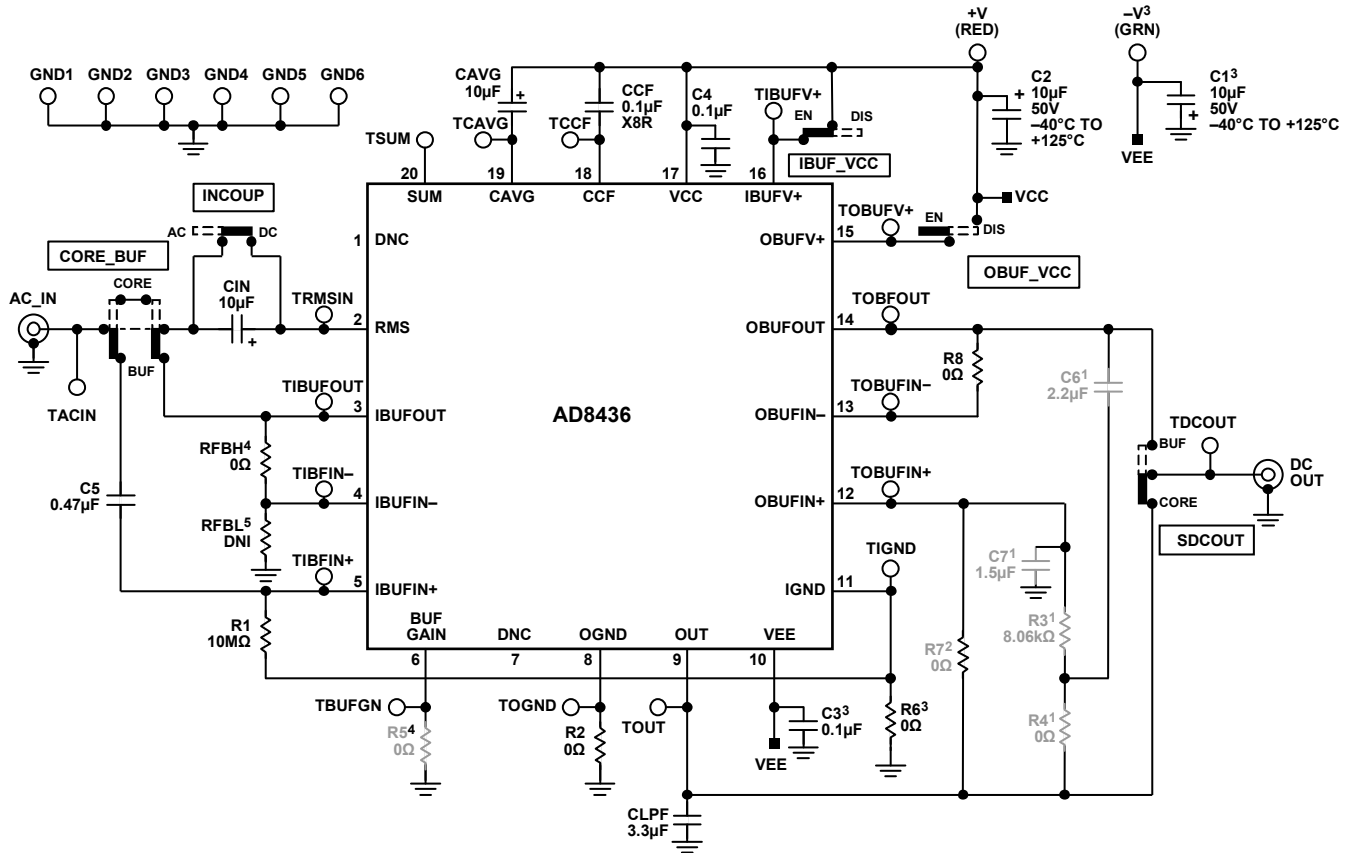 +V
(RED)
–V³
(GRN)
GND1
GND2
GND3
GND4
GND5
GND6
CAVG
10µF
+
CCF
0.1µF
X8R
C4
0.1µF
TIBUFV+
EN
DIS
IBUF_VCC
+
C2
10µF
50V
–40°C TO
+125°C
C1³
10µF
50V
–40°C TO +125°C
+
VEE
TSUM
TCAVG
TCCF
20
19
18
17
16
SUM
CAVG
CCF
VCC
IBUFV+
INCOUP
AC
DC
CORE_BUF
CORE
BUF
AC_IN
TACIN
CIN
10µF
+
TRMSIN
1
DNC
2
RMS
TIBUFOUT
3
IBUFOUT
RFBH⁴
0Ω
TIBFIN–
4
IBUFIN–
RFBL⁵
DNI
TIBFIN+
5
IBUFIN+
C5
0.47µF
R1
10MΩ
AD8436
TOBUFV+
OBUFV+
15
EN
DIS
VCC
OBUF_VCC
TOBFOUT
OBUFOUT
14
R8
0Ω
TOBUFIN–
OBUFIN–
13
C6¹
2.2µF
TOBUFIN+
OBUFIN+
12
BUF
TDCOUT
DC
OUT
CORE
SDCOUT
TIGND
IGND
11
C7¹
1.5µF
R3¹
8.06kΩ
R7²
0Ω
R4¹
0Ω
BUF
GAIN
DNC
OGND
OUT
VEE
6
7
8
9
10
TBUFGN
R5⁴
0Ω
TOGND
R2
0Ω
TOUT
C3³
0.1µF
VEE
R6³
0Ω
CLPF
3.3µF